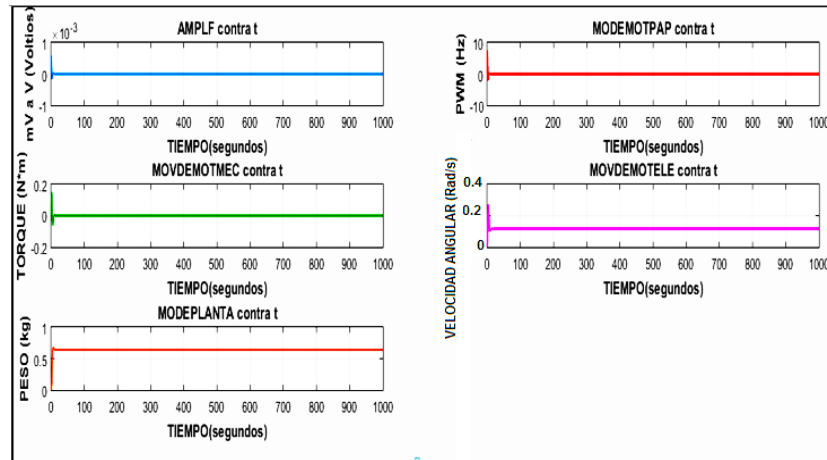 AMPLF contra t
× 10⁻³
mV a V (Voltios)
1
0
-1
0 100 200 300 400 500 600 700 800 900 1000
TIEMPO(segundos)
MODEMOTPAP contra t
PWM (Hz)
10
0
-10
0 100 200 300 400 500 600 700 800 900 1000
TIEMPO(segundos)
MOVDEMOTMEC contra t
TORQUE (N*m)
0.2
0
-0.2
0 100 200 300 400 500 600 700 800 900 1000
TIEMPO(segundos)
MOVDEMOTELE contra t
VELOCIDAD ANGULAR (Rad/s)
0.4
0.2
0
0 100 200 300 400 500 600 700 800 900 1000
TIEMPO(segundos)
MODEPLANTA contra t
PESO (kg)
1
0.5
0
0 100 200 300 400 500 600 700 800 900 1000
TIEMPO(segundos)